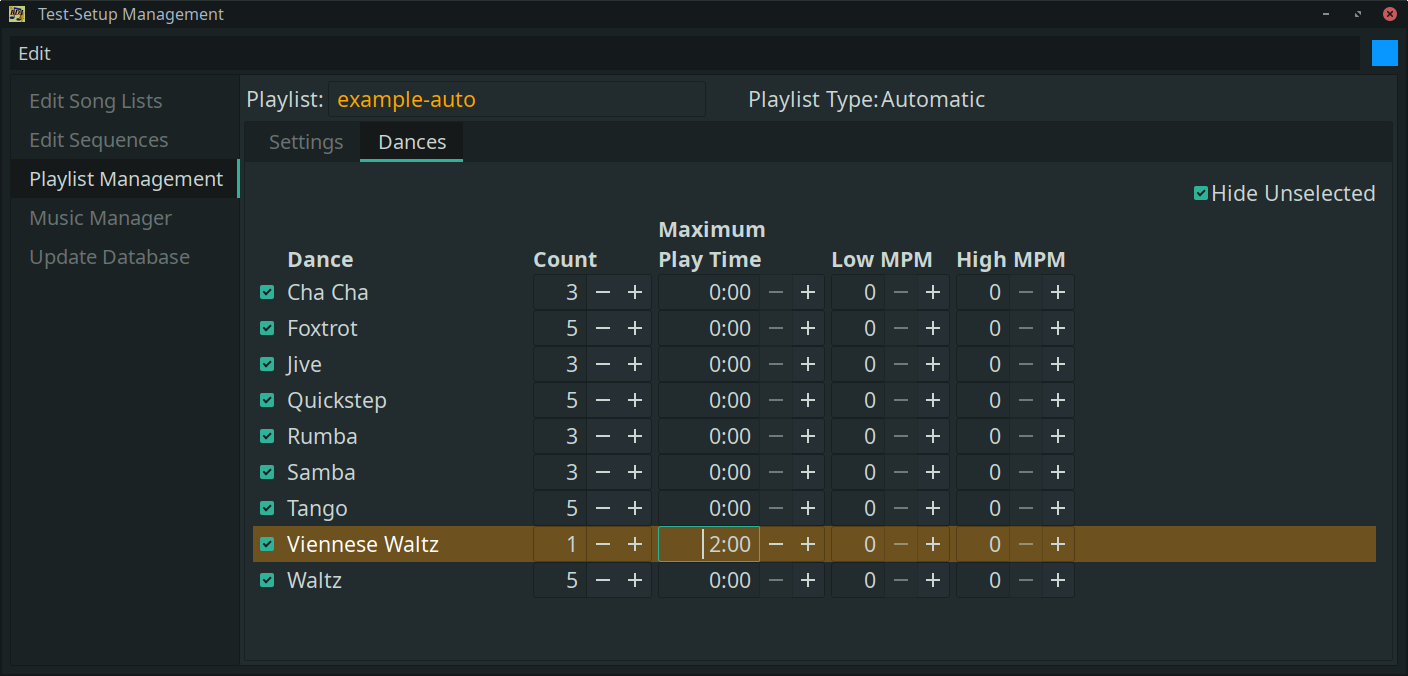 Test-Setup Management
Edit
Edit Song Lists
Edit Sequences
Playlist Management
Music Manager
Update Database
Playlist: example-auto Playlist Type: Automatic
Settings Dances
Hide Unselected
Maximum
Dance Count Play Time Low MPM High MPM
Cha Cha 3 − + 0:00 − + 0 − + 0 − +
Foxtrot 5 − + 0:00 − + 0 − + 0 − +
Jive 3 − + 0:00 − + 0 − + 0 − +
Quickstep 5 − + 0:00 − + 0 − + 0 − +
Rumba 3 − + 0:00 − + 0 − + 0 − +
Samba 3 − + 0:00 − + 0 − + 0 − +
Tango 5 − + 0:00 − + 0 − + 0 − +
Viennese Waltz 1 − + 2:00 − + 0 − + 0 − +
Waltz 5 − + 0:00 − + 0 − + 0 − +